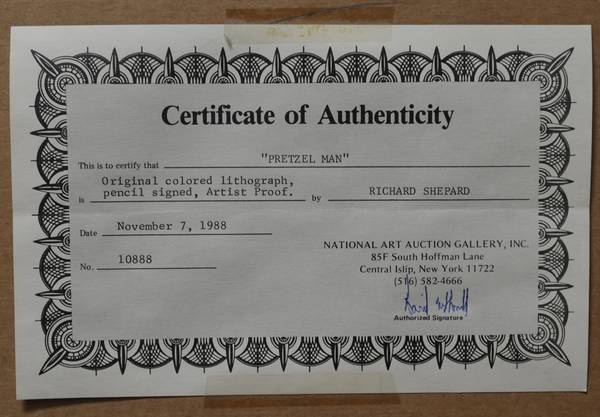 Certificate of Authenticity
This is to certify that "PRETZEL MAN"
Original colored lithograph,
is pencil signed, Artist Proof. by RICHARD SHEPARD
Date November 7, 1988
No. 10888
NATIONAL ART AUCTION GALLERY, INC.
85F South Hoffman Lane
Central Islip, New York 11722
(516) 582-4666
Authorized Signature